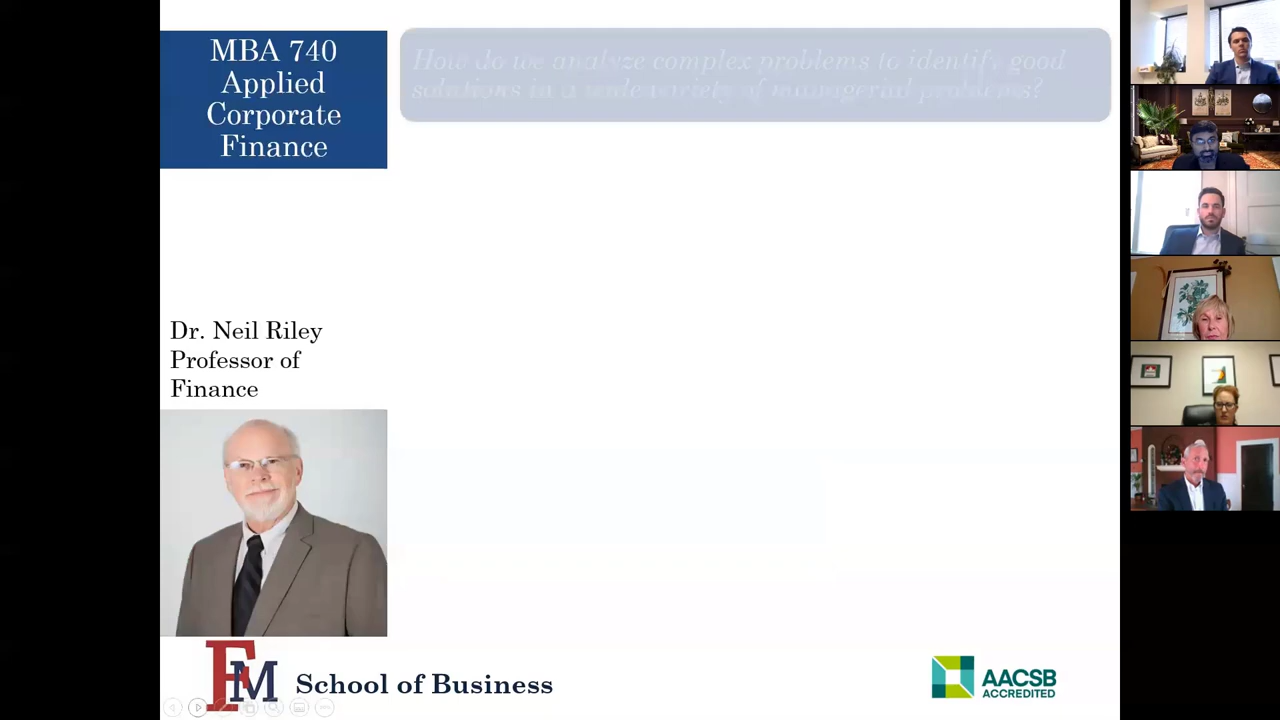 MBA 740
Applied
Corporate
Finance
How do we analyze complex problems to identify good
solutions in a wide variety of managerial problems?
Dr. Neil Riley
Professor of
Finance
FM
School of Business
AACSB
ACCREDITED